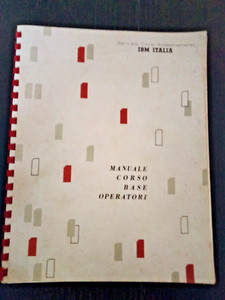 IBM ITALIA
MANUALE
CORSO
BASE
OPERATORI